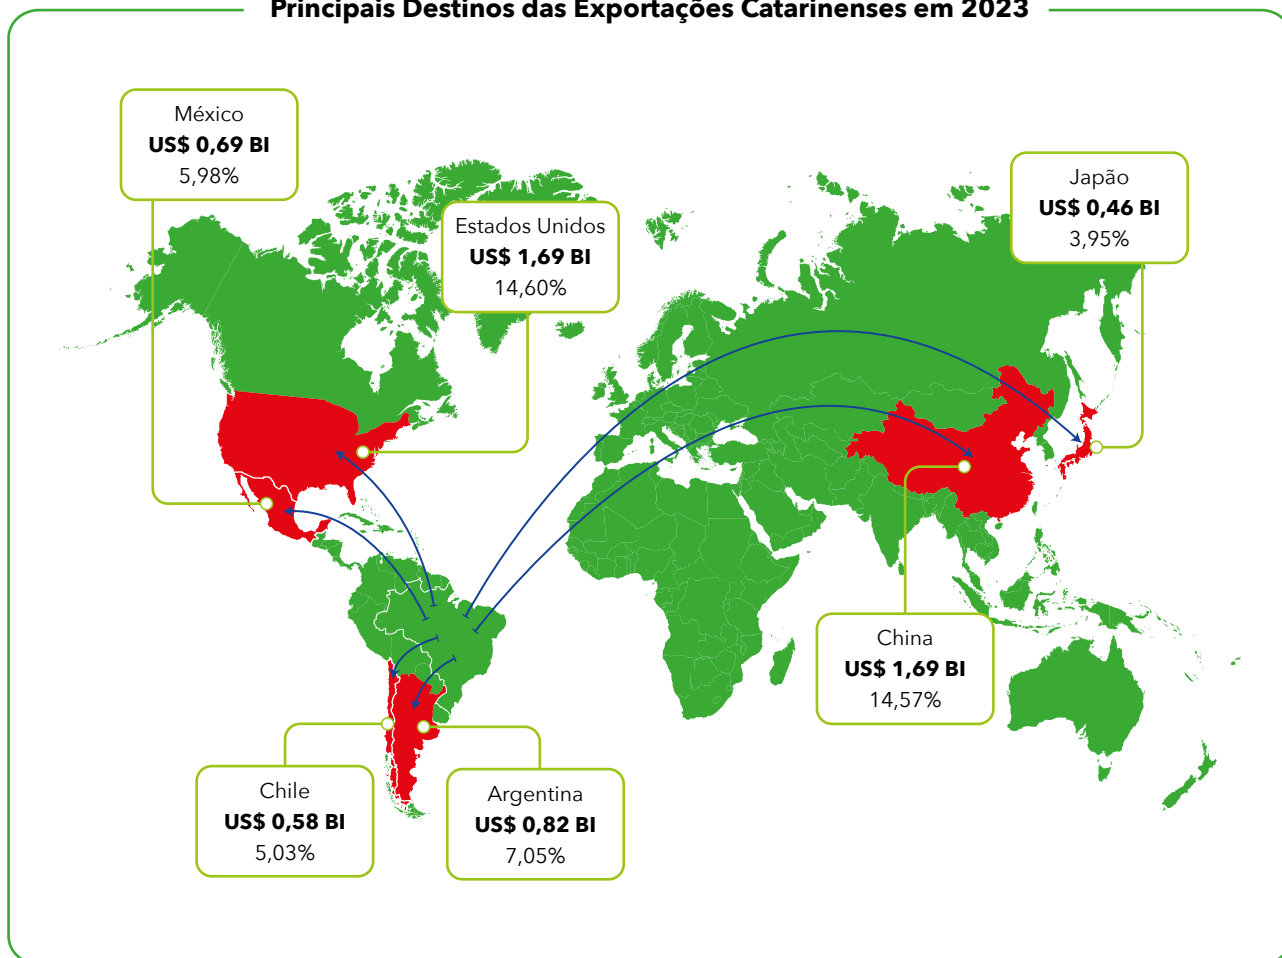 Principais Destinos das Exportações Catarinenses em 2023
México
US$ 0,69 BI
5,98%
Estados Unidos
US$ 1,69 BI
14,60%
Japão
US$ 0,46 BI
3,95%
China
US$ 1,69 BI
14,57%
Chile
US$ 0,58 BI
5,03%
Argentina
US$ 0,82 BI
7,05%